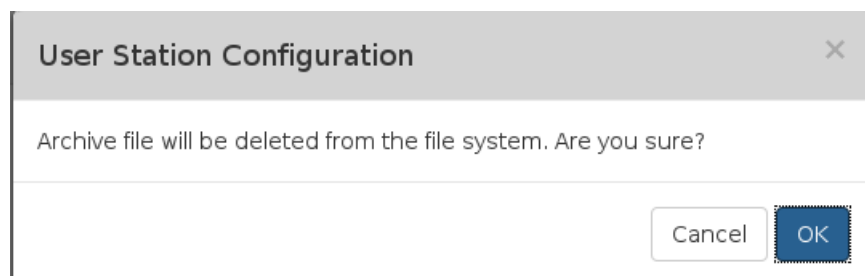 User Station Configuration
Archive file will be deleted from the file system. Are you sure?
Cancel OK